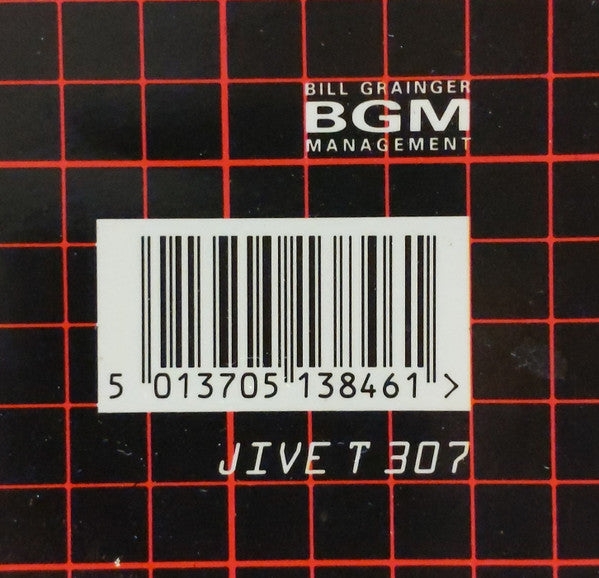 BILL GRAINGER
BGM
MANAGEMENT
5 013705 138461 >
JIVE T 307